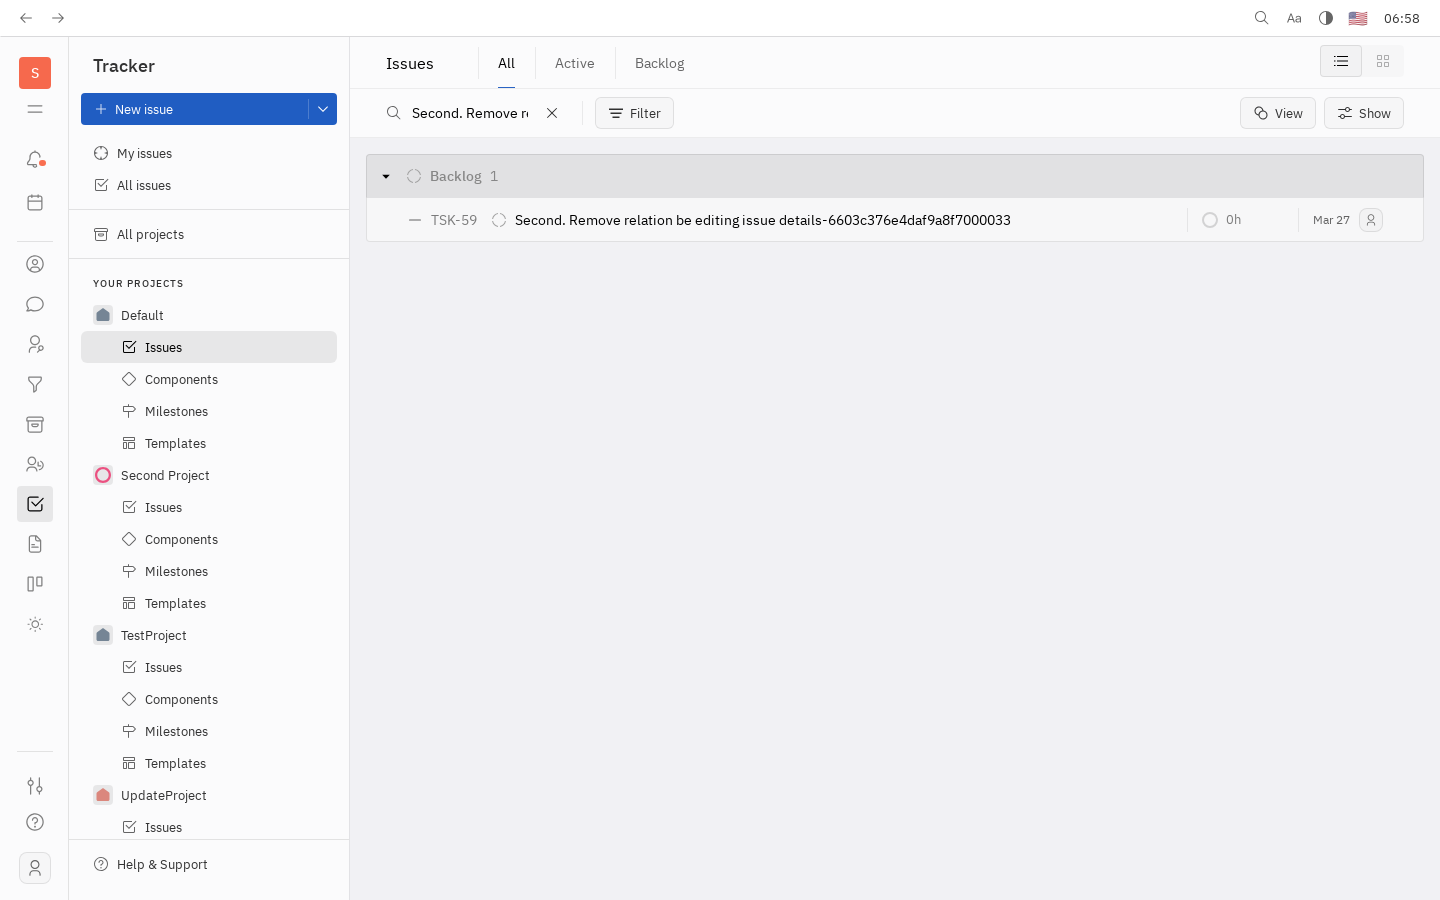 Aa
06:58
S
Tracker
New issue
My issues
All issues
All projects
YOUR PROJECTS
Default
Issues
Components
Milestones
Templates
Second Project
Issues
Components
Milestones
Templates
TestProject
Issues
Components
Milestones
Templates
UpdateProject
Issues
Help & Support
Issues
All
Active
Backlog
Second. Remove re
Filter
View
Show
Backlog 1
TSK-59 Second. Remove relation be editing issue details-6603c376e4daf9a8f7000033 0h Mar 27